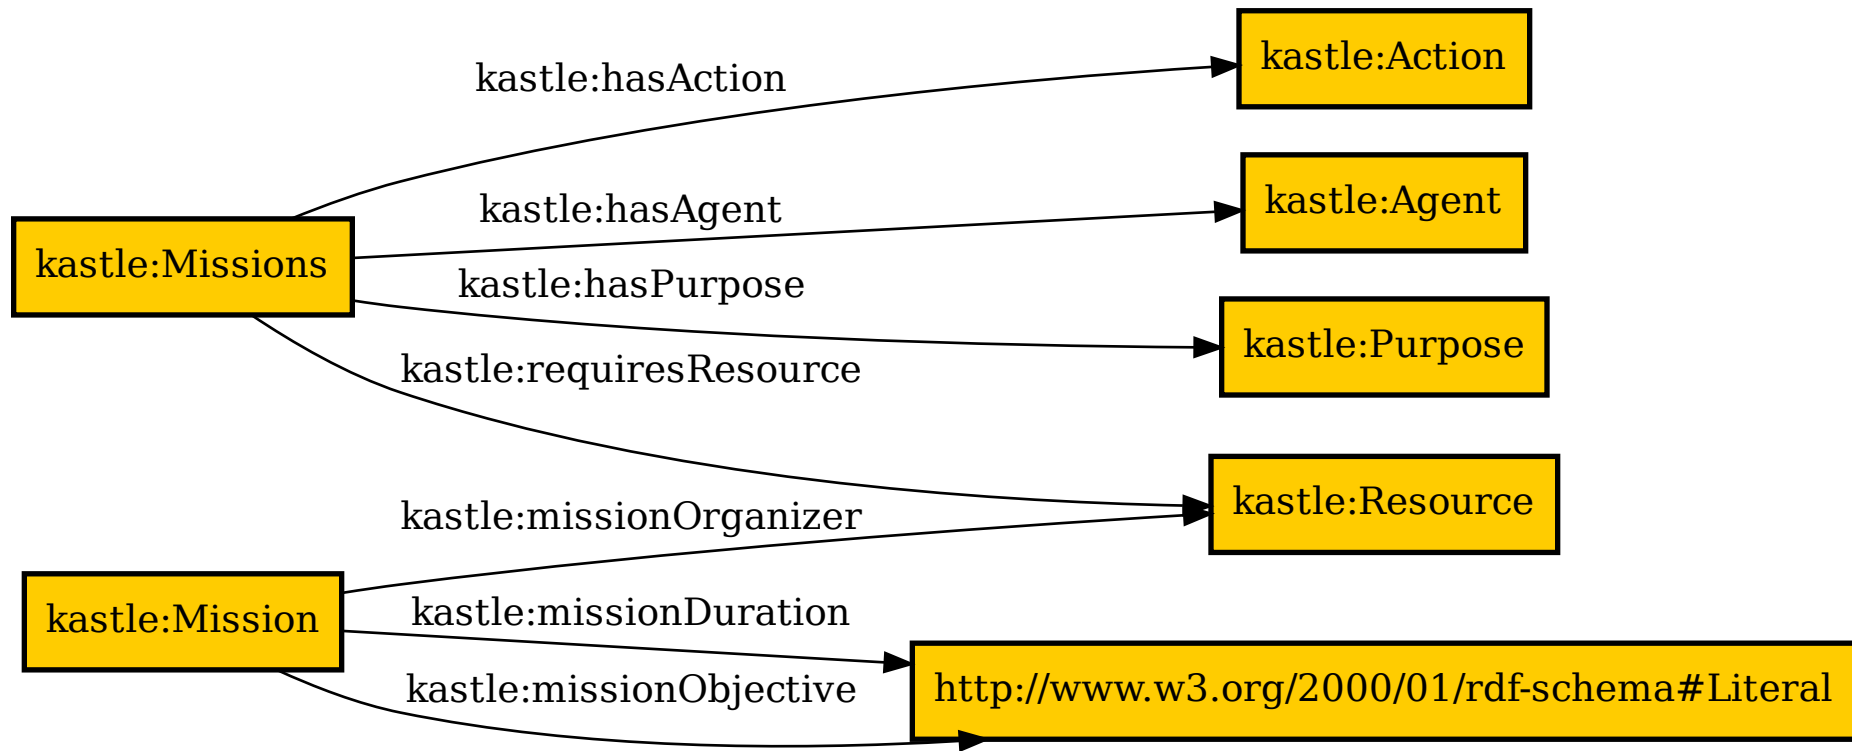 kastle:Action
kastle:hasAction
kastle:Agent
kastle:hasAgent
kastle:Missions
kastle:hasPurpose
kastle:Purpose
kastle:requiresResource
kastle:Resource
kastle:missionOrganizer
kastle:Mission
kastle:missionDuration
kastle:missionObjective
http://www.w3.org/2000/01/rdf-schema#Literal